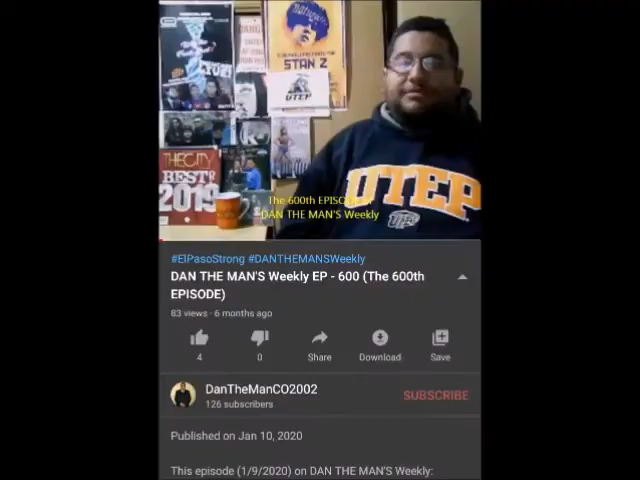 STAN Z
UTEP
THECITY
BEST OF
2019
UTEP
The 600th EPISODE
DAN THE MAN'S Weekly
#ElPasoStrong #DANTHEMANSWeekly
DAN THE MAN'S Weekly EP - 600 (The 600th
EPISODE)
83 views · 6 months ago
4
0
Share
Download
Save
DanTheManCO2002
126 subscribers
SUBSCRIBE
Published on Jan 10, 2020
This episode (1/9/2020) on DAN THE MAN'S Weekly: